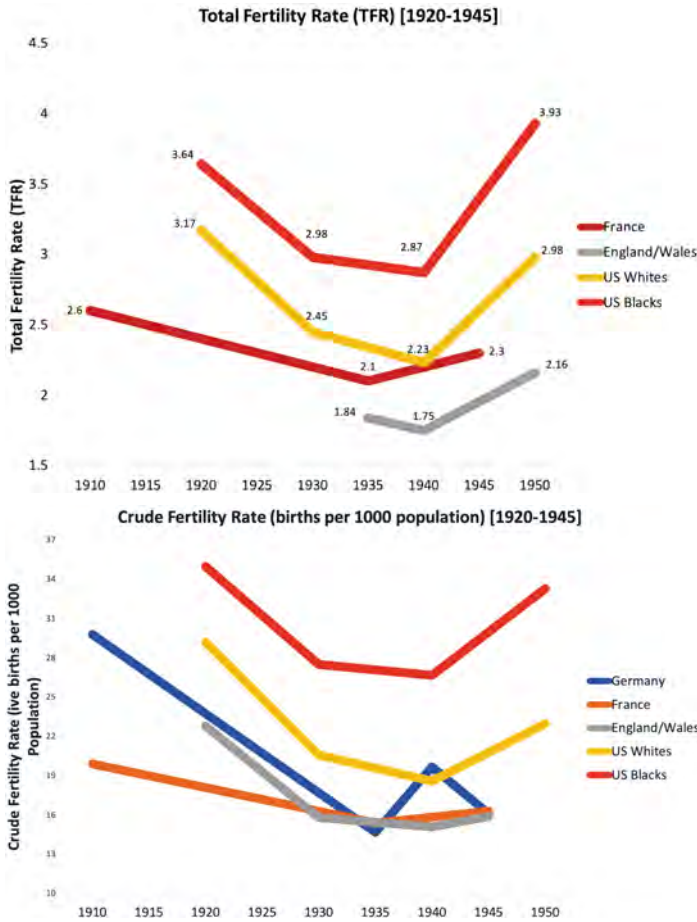 Total Fertility Rate (TFR) [1920-1945]
Total Fertility Rate (TFR)
4.5
4
3.5
3
2.5
2
1.5
3.64
3.17
2.98
2.87
3.93
2.98
2.6
2.45
2.23
2.1
2.3
1.84
1.75
2.16
France
England/Wales
US Whites
US Blacks
1910 1915 1920 1925 1930 1935 1940 1945 1950
Crude Fertility Rate (births per 1000 population) [1920-1945]
Crude Fertility Rate (ive births per 1000
Population)
37
34
31
28
25
22
19
16
13
10
Germany
France
England/Wales
US Whites
US Blacks
1910 1915 1920 1925 1930 1935 1940 1945 1950